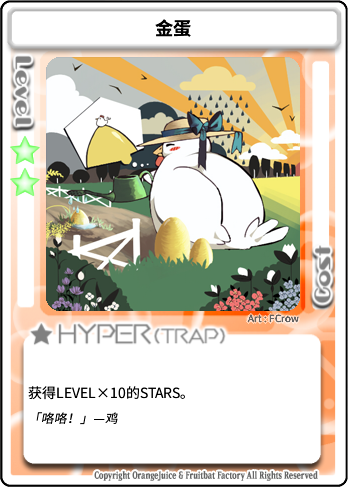 金蛋
Level
Cost
Art : FCrow
HYPER(TRAP)
获得LEVEL×10的STARS。
「咯咯！」—鸡
Copyright OrangeJuice & Fruitbat Factory All Rights Reserved